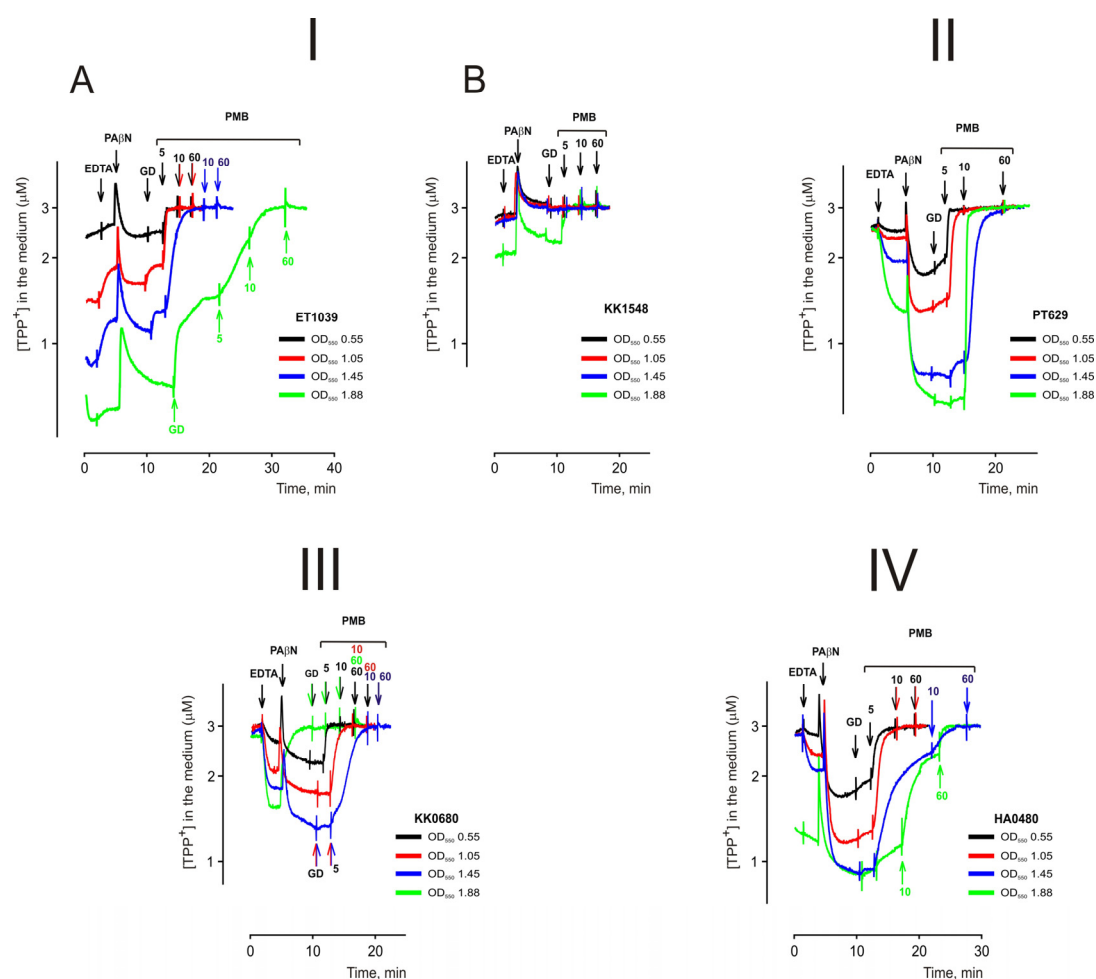 I
II
A
B
PMB
PAβN
EDTA
GD
5
10
60
10
60
5
10
60
GD
[TPP⁺] in the medium (μM)
3
2
1
ET1039
OD₅₅₀ 0.55
OD₅₅₀ 1.05
OD₅₅₀ 1.45
OD₅₅₀ 1.88
0
10
20
30
40
Time, min
PMB
PAβN
EDTA
GD
5
10
60
[TPP⁺] in the medium (μM)
3
2
1
KK1548
OD₅₅₀ 0.55
OD₅₅₀ 1.05
OD₅₅₀ 1.45
OD₅₅₀ 1.88
0
10
20
Time, min
PMB
PAβN
EDTA
GD
5
10
60
[TPP⁺] in the medium (μM)
3
2
1
PT629
OD₅₅₀ 0.55
OD₅₅₀ 1.05
OD₅₅₀ 1.45
OD₅₅₀ 1.88
0
10
20
Time, min
III
IV
PMB
PAβN
EDTA
GD
5
10
10
60
60
60
10
60
GD
5
[TPP⁺] in the medium (μM)
3
2
1
KK0680
OD₅₅₀ 0.55
OD₅₅₀ 1.05
OD₅₅₀ 1.45
OD₅₅₀ 1.88
0
10
20
Time, min
PMB
PAβN
EDTA
GD
5
10
60
10
60
60
10
[TPP⁺] in the medium (μM)
3
2
1
HA0480
OD₅₅₀ 0.55
OD₅₅₀ 1.05
OD₅₅₀ 1.45
OD₅₅₀ 1.88
0
10
20
30
Time, min